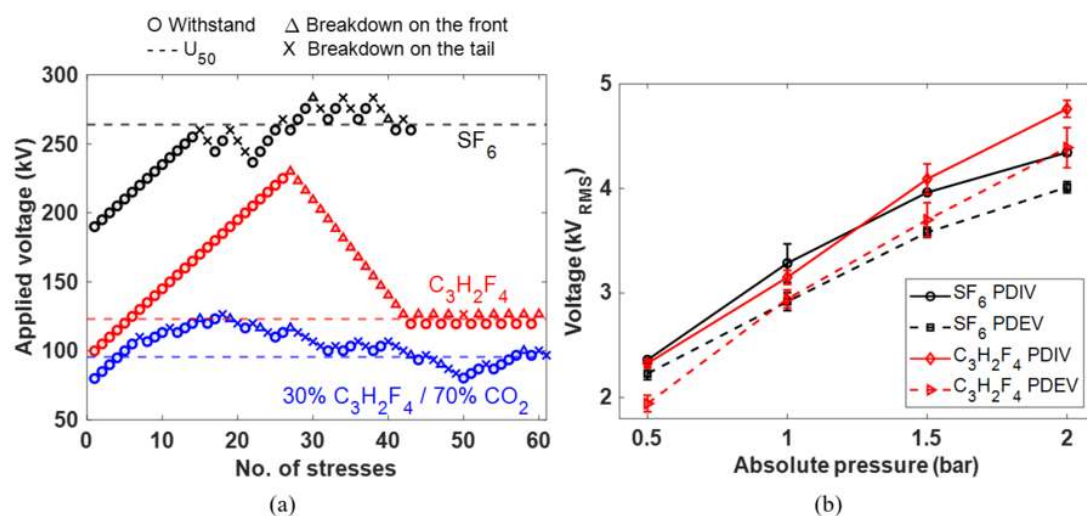 Withstand
Breakdown on the front
U50
Breakdown on the tail
300
250
200
150
100
50
Applied voltage (kV)
SF6
C3H2F4
30% C3H2F4 / 70% CO2
0
10
20
30
40
50
60
No. of stresses
(a)
5
4
3
2
Voltage (kVRMS)
SF6 PDIV
SF6 PDEV
C3H2F4 PDIV
C3H2F4 PDEV
0.5
1
1.5
2
Absolute pressure (bar)
(b)